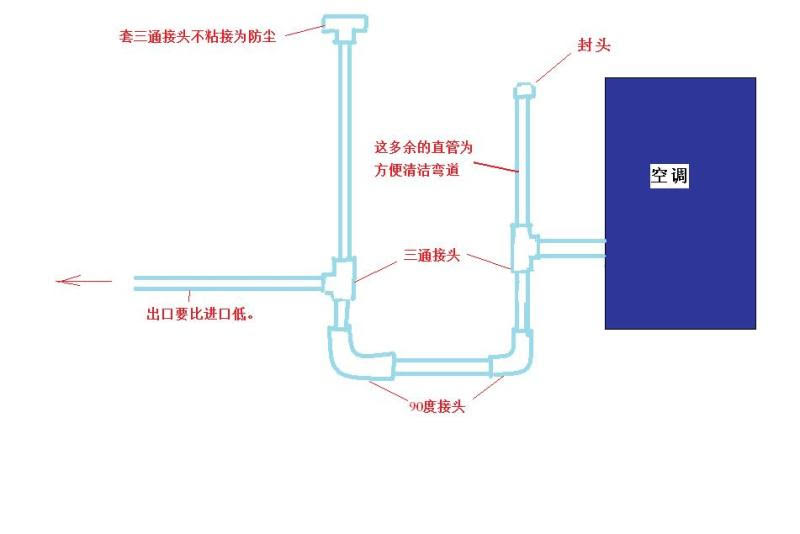 套三通接头不粘接为防尘
封头
这多余的直管为
方便清洁弯道
空调
三通接头
出口要比进口低。
90度接头